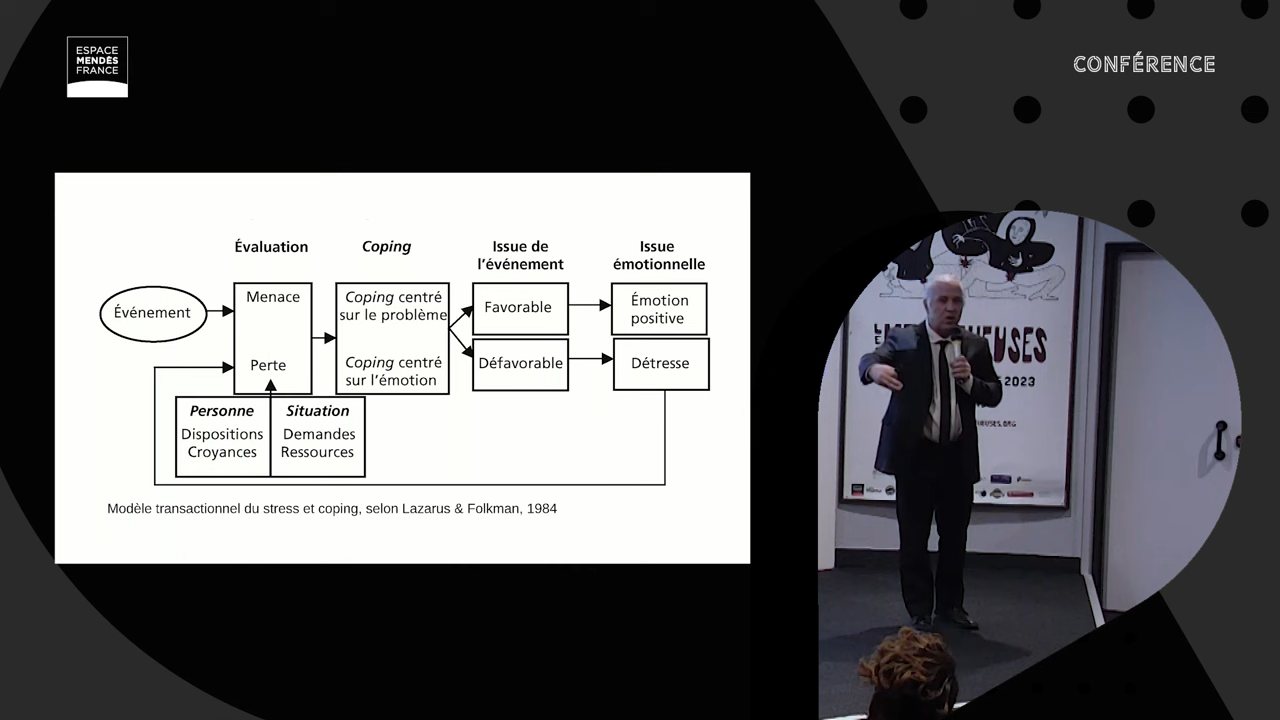 ESPACE
MENDÈS
FRANCE
CONFÉRENCE
Évaluation
Coping
Issue de
l'événement
Issue
émotionnelle
Événement
Menace
Perte
Coping centré
sur le problème
Coping centré
sur l'émotion
Favorable
Défavorable
Émotion
positive
Détresse
Personne
Dispositions
Croyances
Situation
Demandes
Ressources
Modèle transactionnel du stress et coping, selon Lazarus & Folkman, 1984
USES
2023